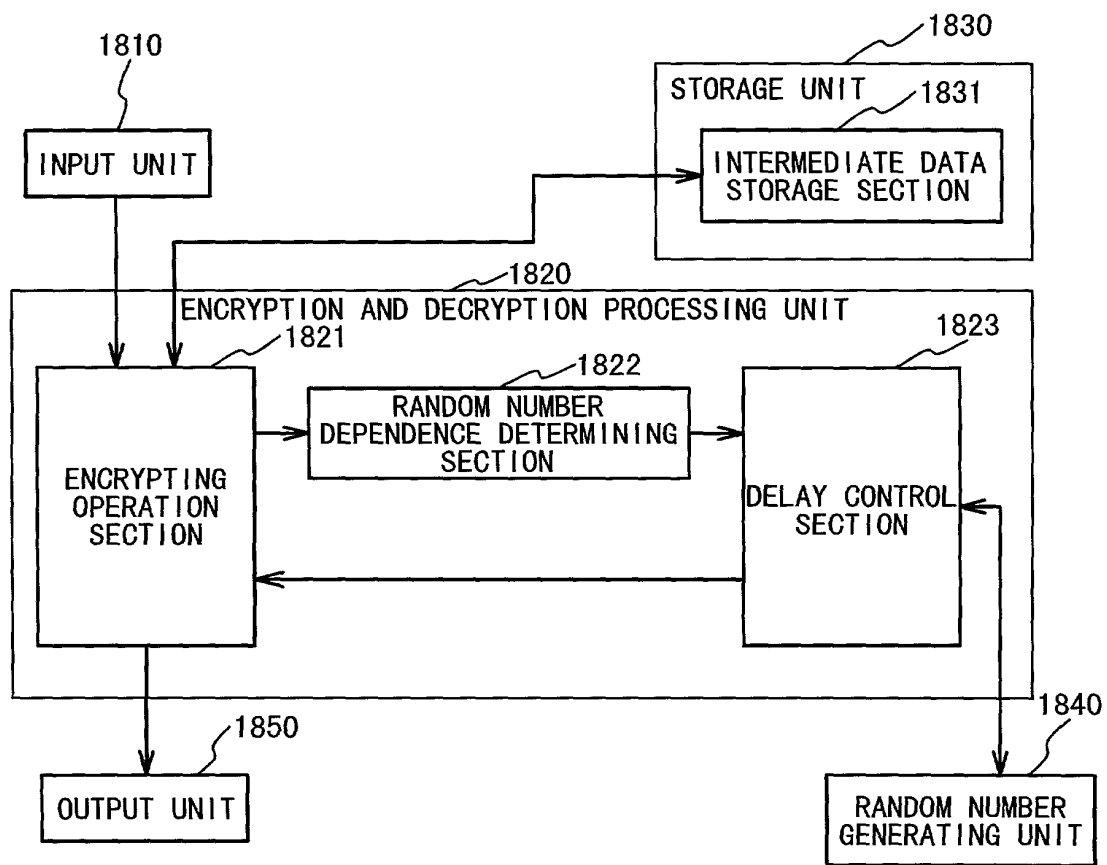 1810
INPUT UNIT
1830
STORAGE UNIT
1831
INTERMEDIATE DATA
STORAGE SECTION
1820
ENCRYPTION AND DECRYPTION PROCESSING UNIT
1821
ENCRYPTING
OPERATION
SECTION
1822
RANDOM NUMBER
DEPENDENCE DETERMINING
SECTION
1823
DELAY CONTROL
SECTION
1850
OUTPUT UNIT
1840
RANDOM NUMBER
GENERATING UNIT